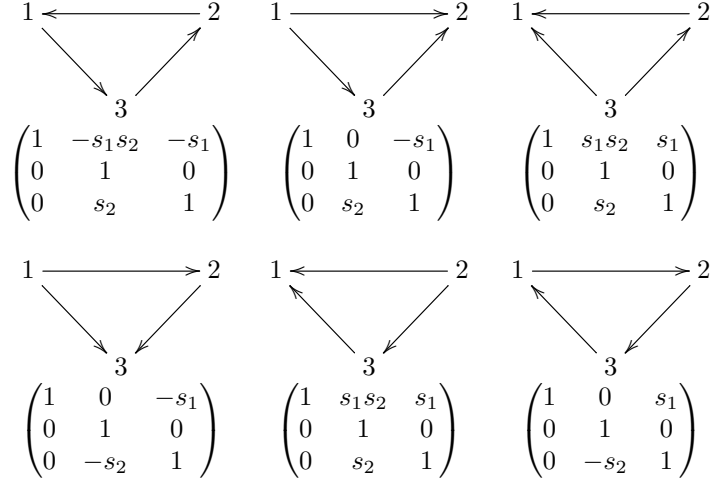 1 2 1 2 1 2
3 3 3
(1 −s₁s₂ −s₁) (1 0 −s₁) (1 s₁s₂ s₁)
(0 1 0) (0 1 0) (0 1 0)
(0 s₂ 1) (0 s₂ 1) (0 s₂ 1)
1 2 1 2 1 2
3 3 3
(1 0 −s₁) (1 s₁s₂ s₁) (1 0 s₁)
(0 1 0) (0 1 0) (0 1 0)
(0 −s₂ 1) (0 s₂ 1) (0 −s₂ 1)